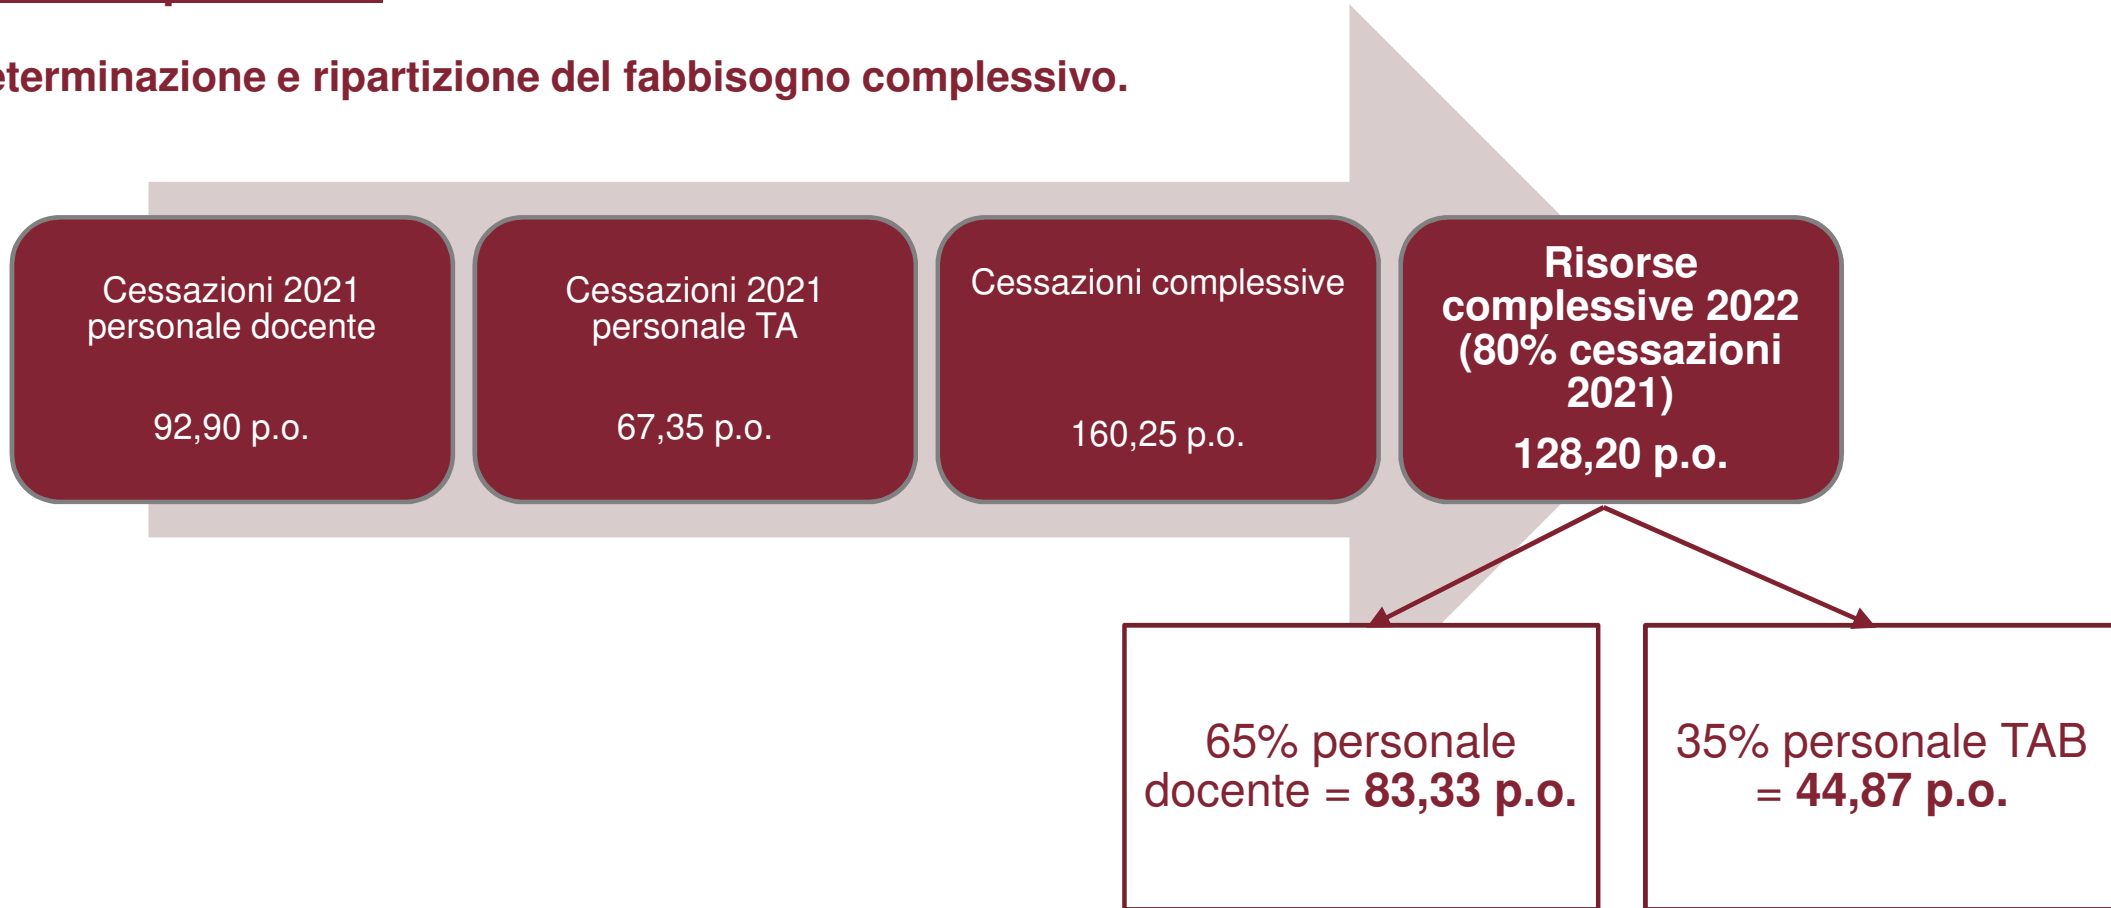 eterminazione e ripartizione del fabbisogno complessivo.
Cessazioni 2021
personale docente
92,90 p.o.
Cessazioni 2021
personale TA
67,35 p.o.
Cessazioni complessive
160,25 p.o.
Risorse
complessive 2022
(80% cessazioni
2021)
128,20 p.o.
65% personale
docente = 83,33 p.o.
35% personale TAB
= 44,87 p.o.